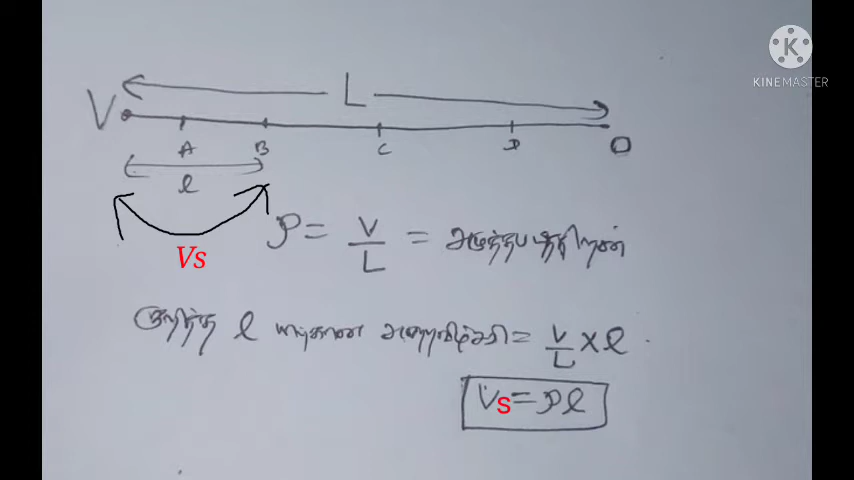 KINEMASTER
L
V
A B C D O
l
Vs
ρ = V/L = அழுத்தபடித்திறன்
குறித்த l யாருகான = V/L × l
Vs = ρl